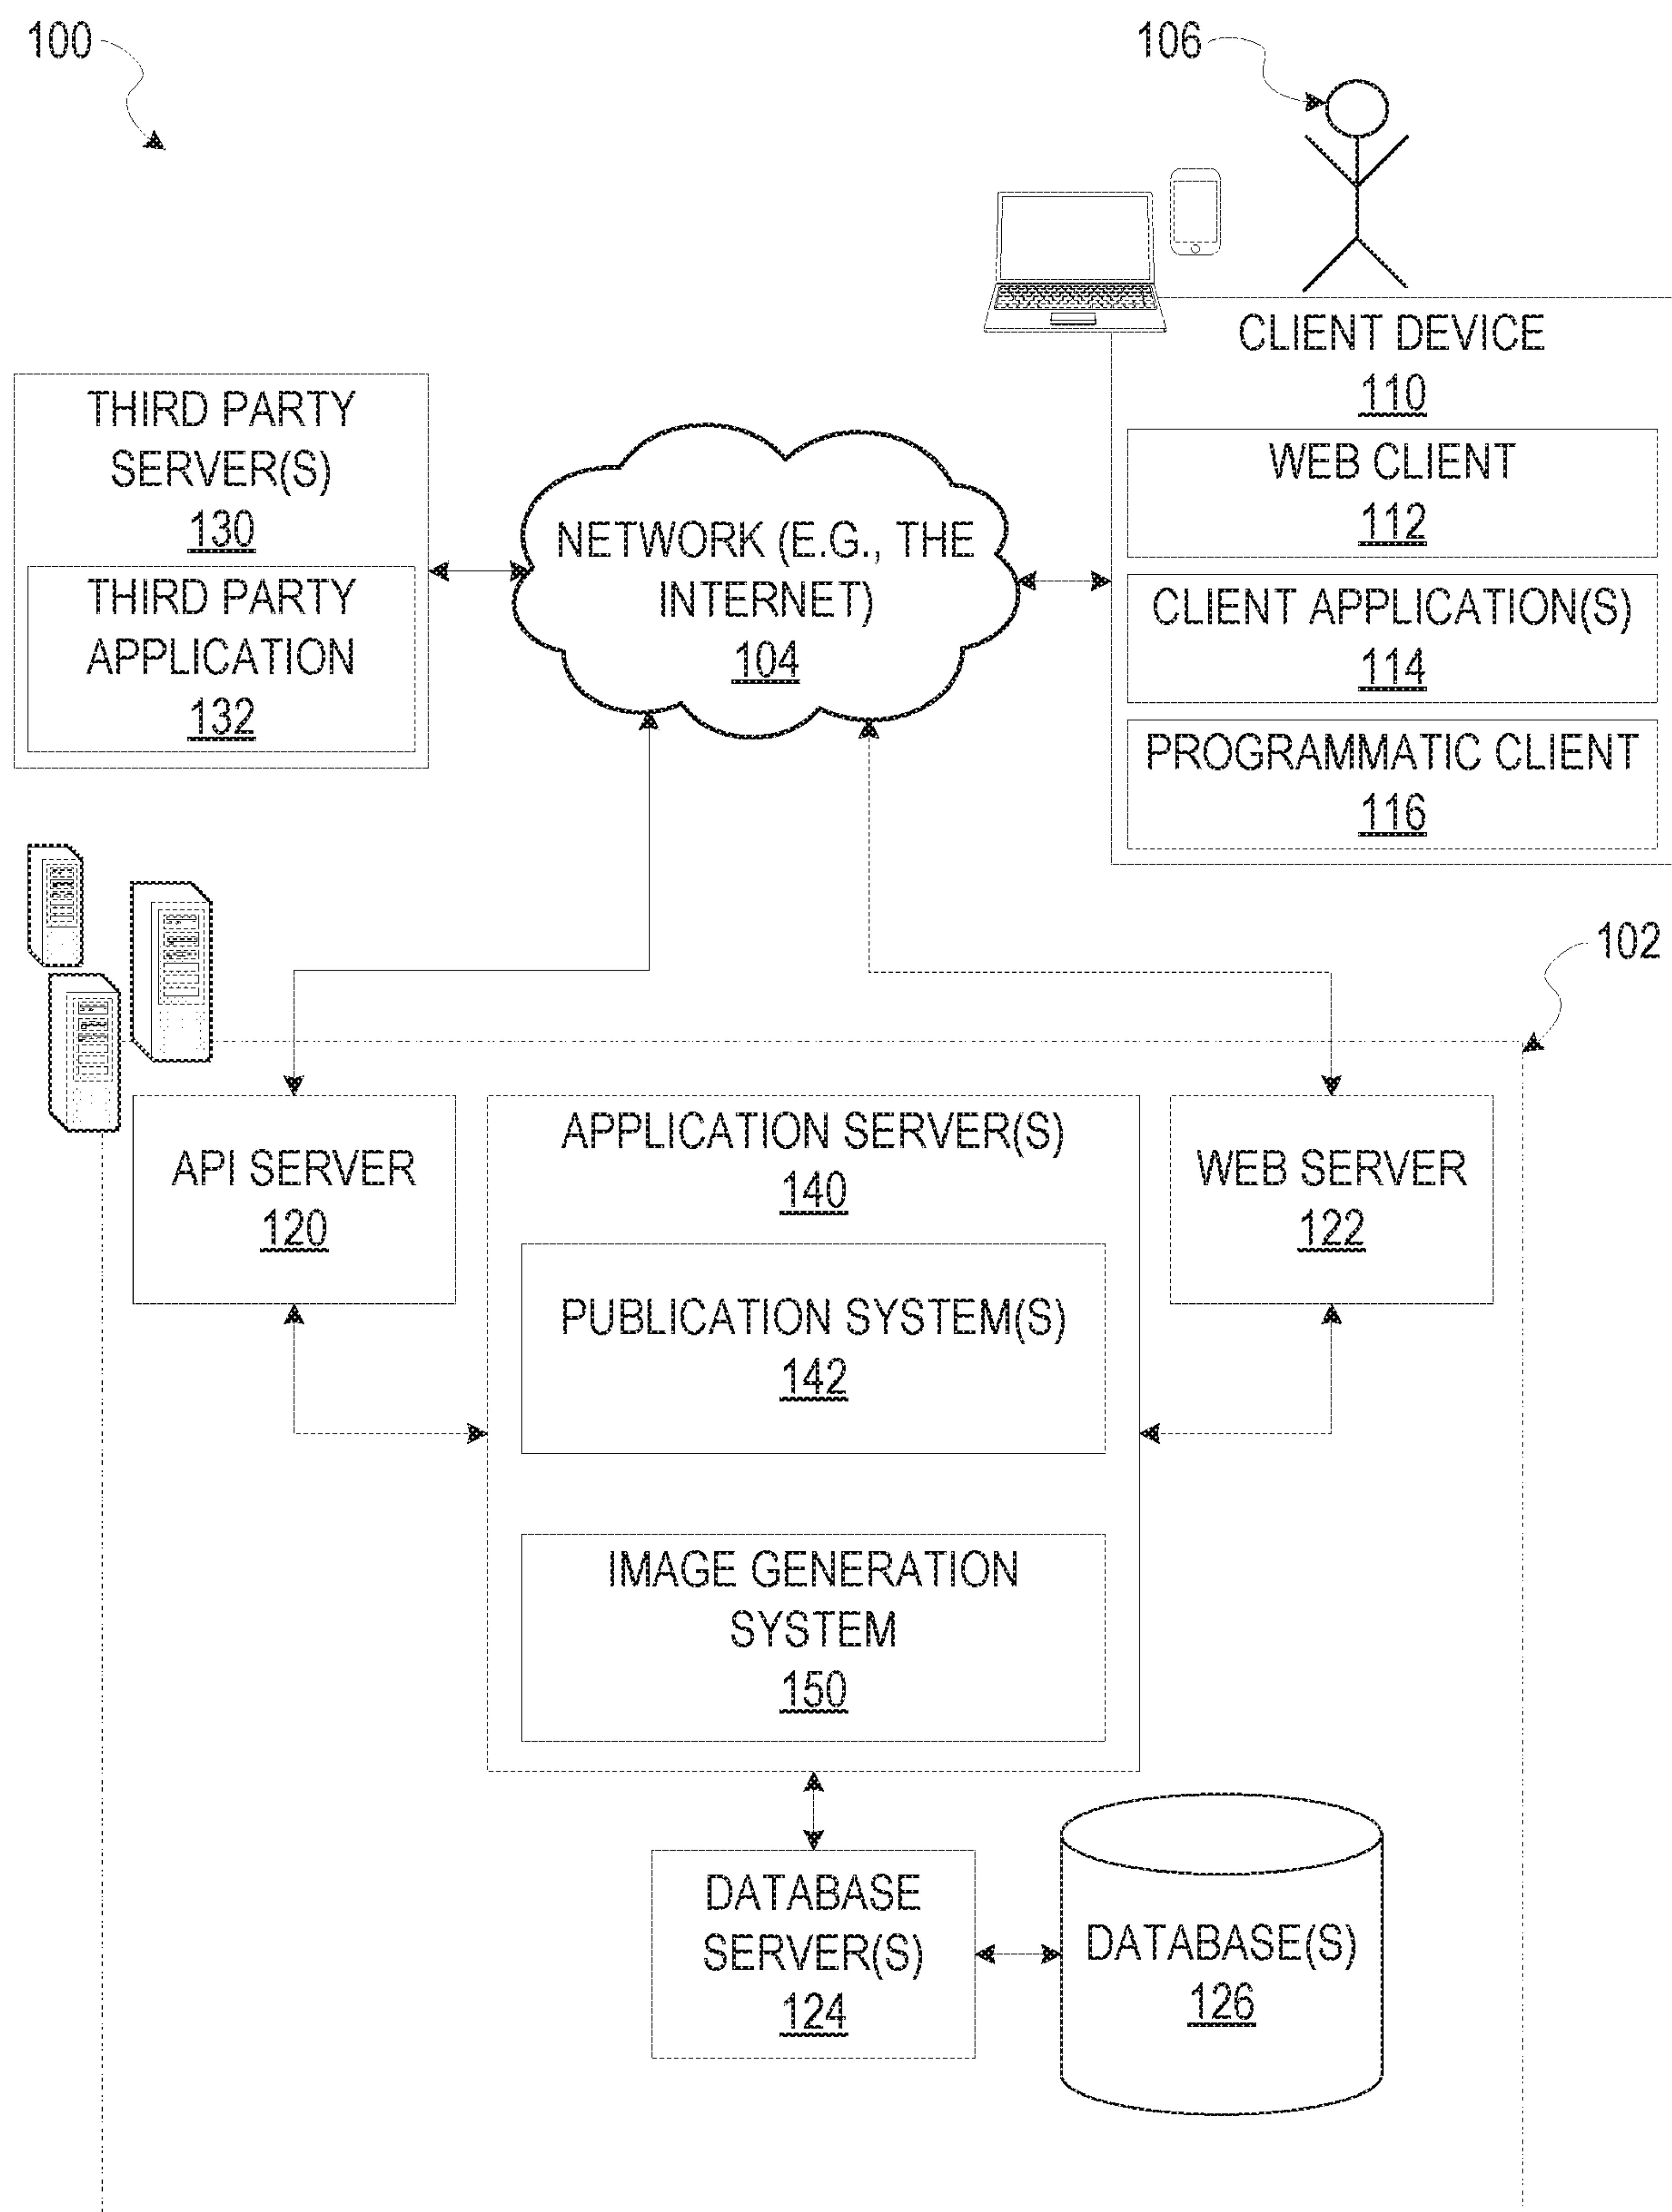 100
106
CLIENT DEVICE
110
WEB CLIENT
112
CLIENT APPLICATION(S)
114
PROGRAMMATIC CLIENT
116
THIRD PARTY
SERVER(S)
130
THIRD PARTY
APPLICATION
132
NETWORK (E.G., THE
INTERNET)
104
102
API SERVER
120
APPLICATION SERVER(S)
140
PUBLICATION SYSTEM(S)
142
IMAGE GENERATION
SYSTEM
150
WEB SERVER
122
DATABASE
SERVER(S)
124
DATABASE(S)
126